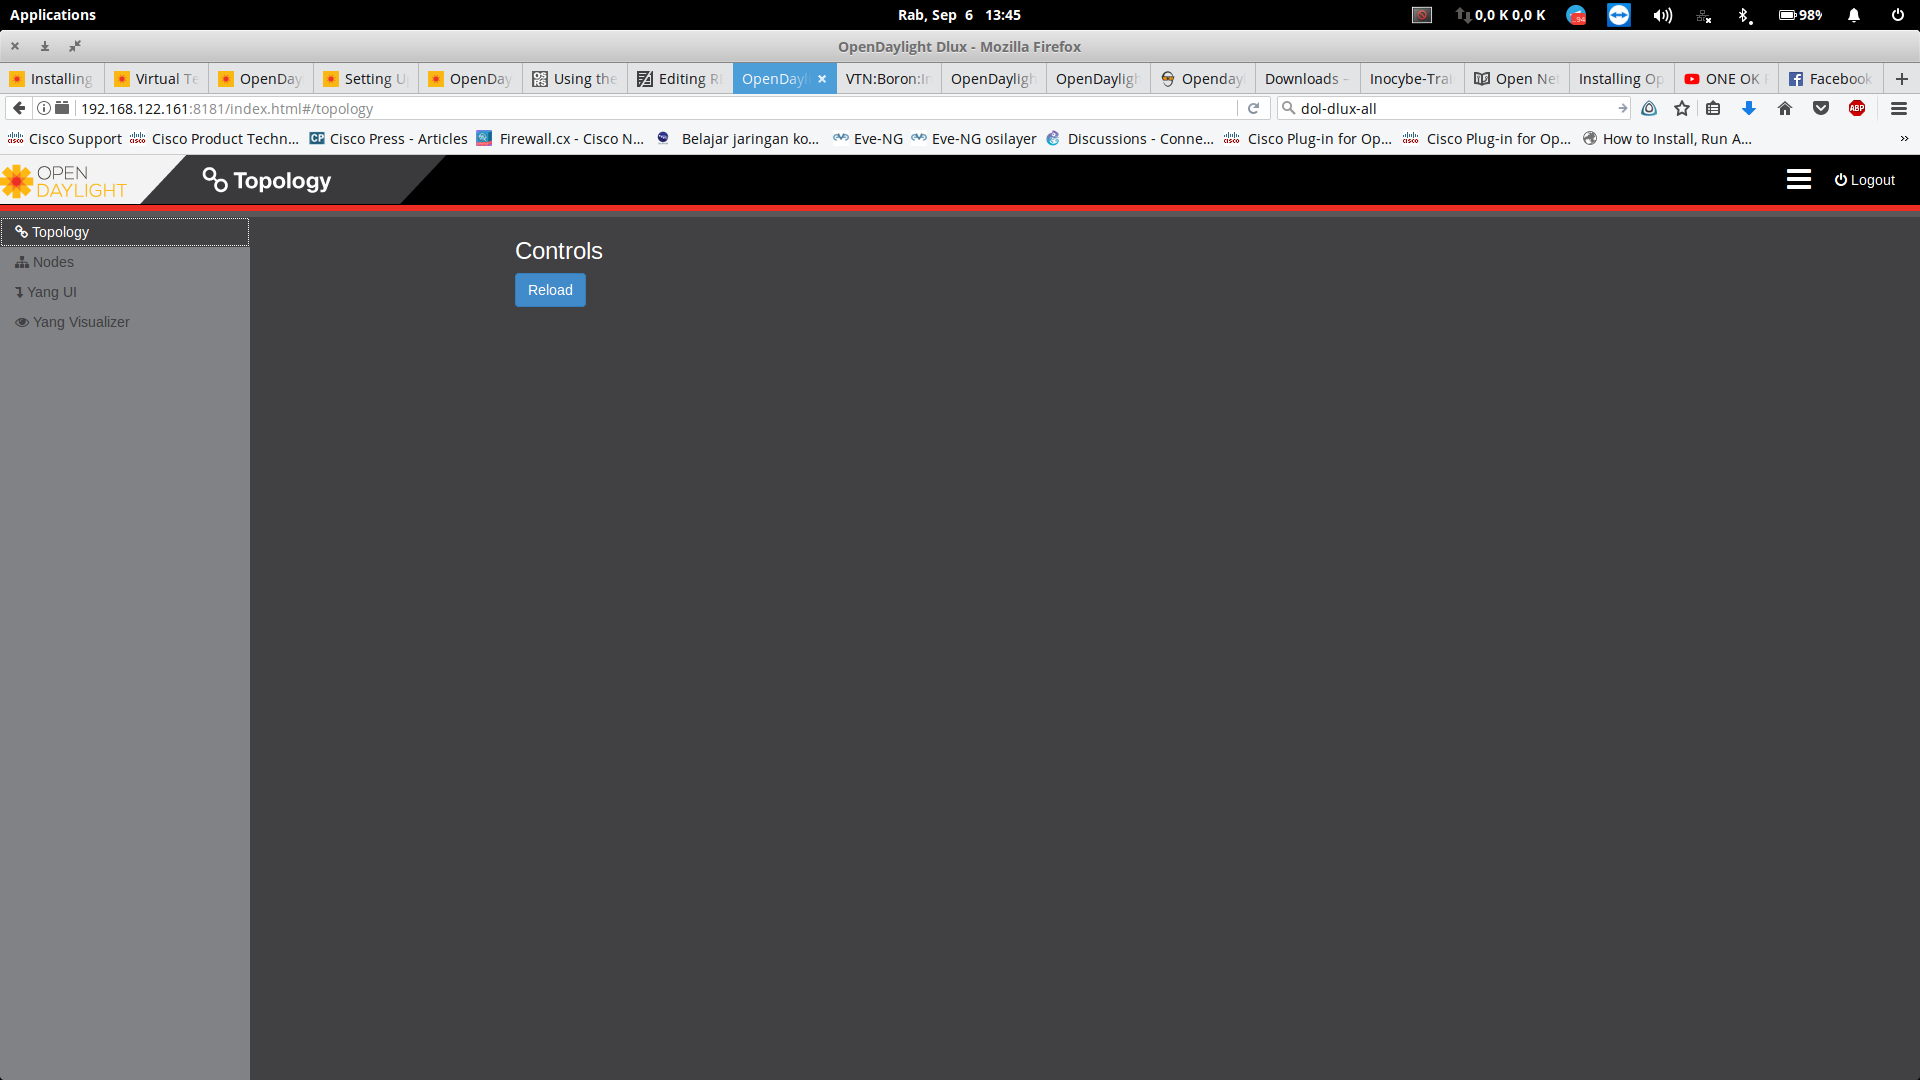 Applications
Rab, Sep 6 13:45
0,0 K 0,0 K
98%
OpenDaylight Dlux - Mozilla Firefox
Installing
Virtual Te
OpenDay
Setting U
OpenDay
Using the
Editing R
OpenDayl
VTN:Boron:Ir
OpenDaylig
OpenDaylig
Openday
Downloads -
Inocybe-Tra
Open Ne
Installing Op
ONE OK
Facebook
192.168.122.161:8181/index.html#/topology
dol-dlux-all
ABP
Cisco Support
Cisco Product Techn...
Cisco Press - Articles
Firewall.cx - Cisco N...
Belajar jaringan ko...
Eve-NG
Eve-NG osilayer
Discussions - Conne...
Cisco Plug-in for Op...
Cisco Plug-in for Op...
How to Install, Run A...
OPEN
DAYLIGHT
Topology
Logout
Topology
Nodes
Yang UI
Yang Visualizer
Controls
Reload